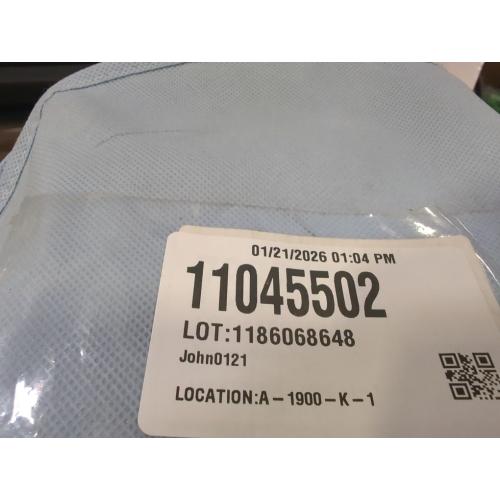 01/21/2026 01:04 PM
11045502
LOT:1186068648
John0121
LOCATION:A-1900-K-1